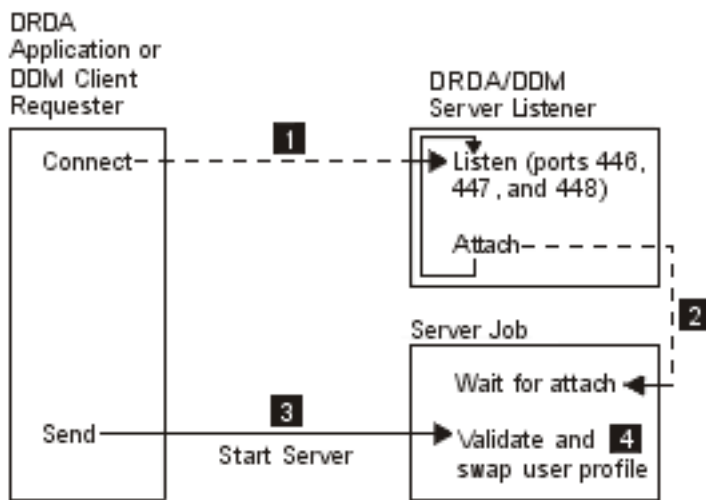 DRDA
Application or
DDM Client
Requester
DRDA/DDM
Server Listener
1
Connect
Listen (ports 446,
447, and 448)
Attach
2
Server Job
Wait for attach
3
Send
Start Server
Validate and 4
swap user profile